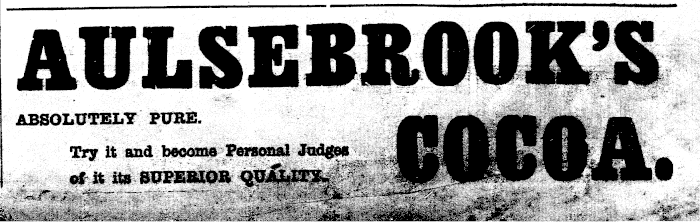 AULSEBROOK'S
ABSOLUTELY PURE.
COCOA.
Try it and become Personal Judges
of it its SUPERIOR QUALITY.